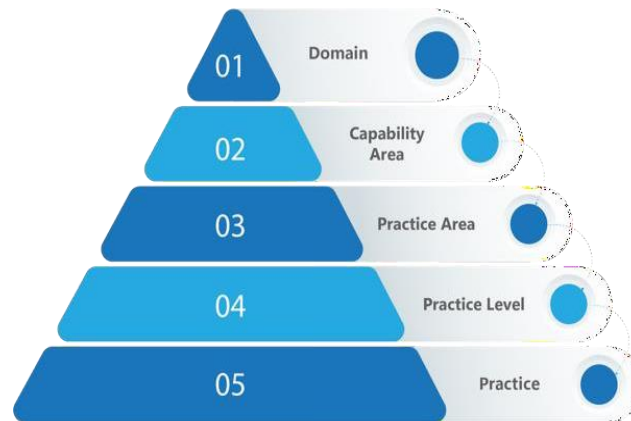 01
Domain
02
Capability
Area
03
Practice Area
04
Practice Level
05
Practice